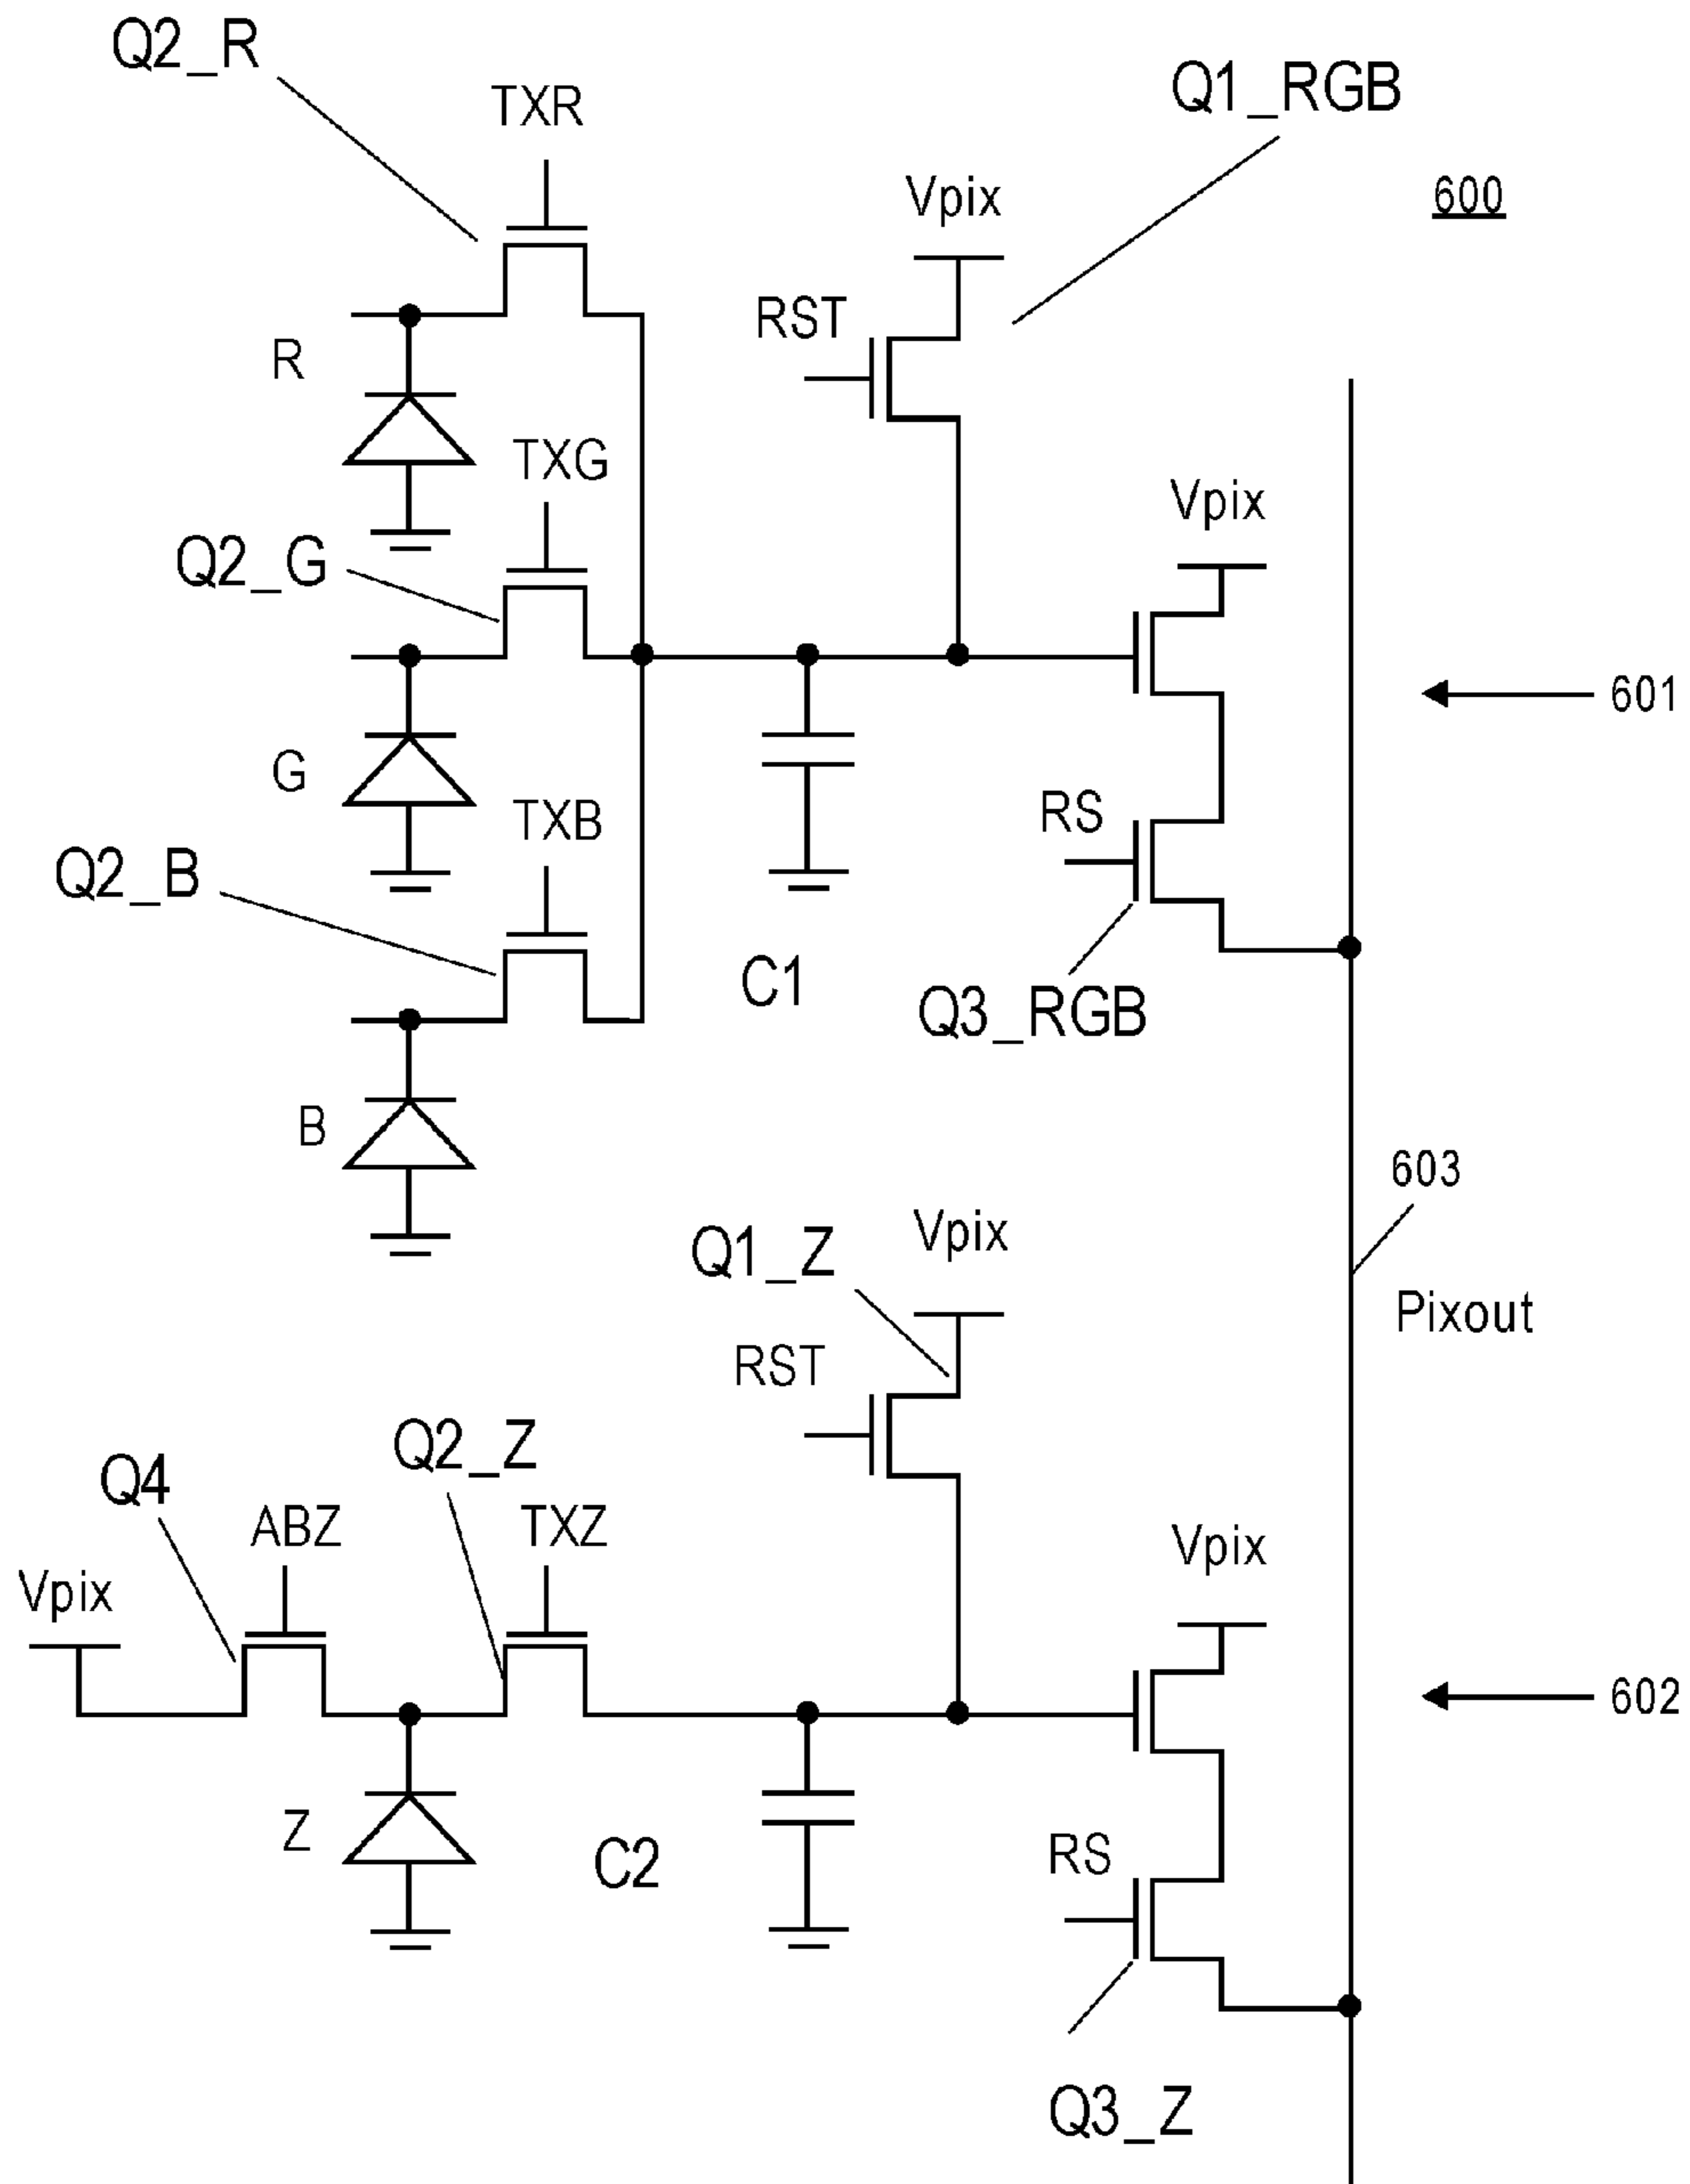 Q2_R
Q1_RGB
TXR
Vpix
600
RST
R
TXG
Vpix
Q2_G
601
G
TXB
RS
Q2_B
C1
Q3_RGB
B
603
Vpix
Q1_Z
Pixout
RST
Q2_Z
Q4
ABZ
TXZ
Vpix
Vpix
602
Z
C2
RS
Q3_Z